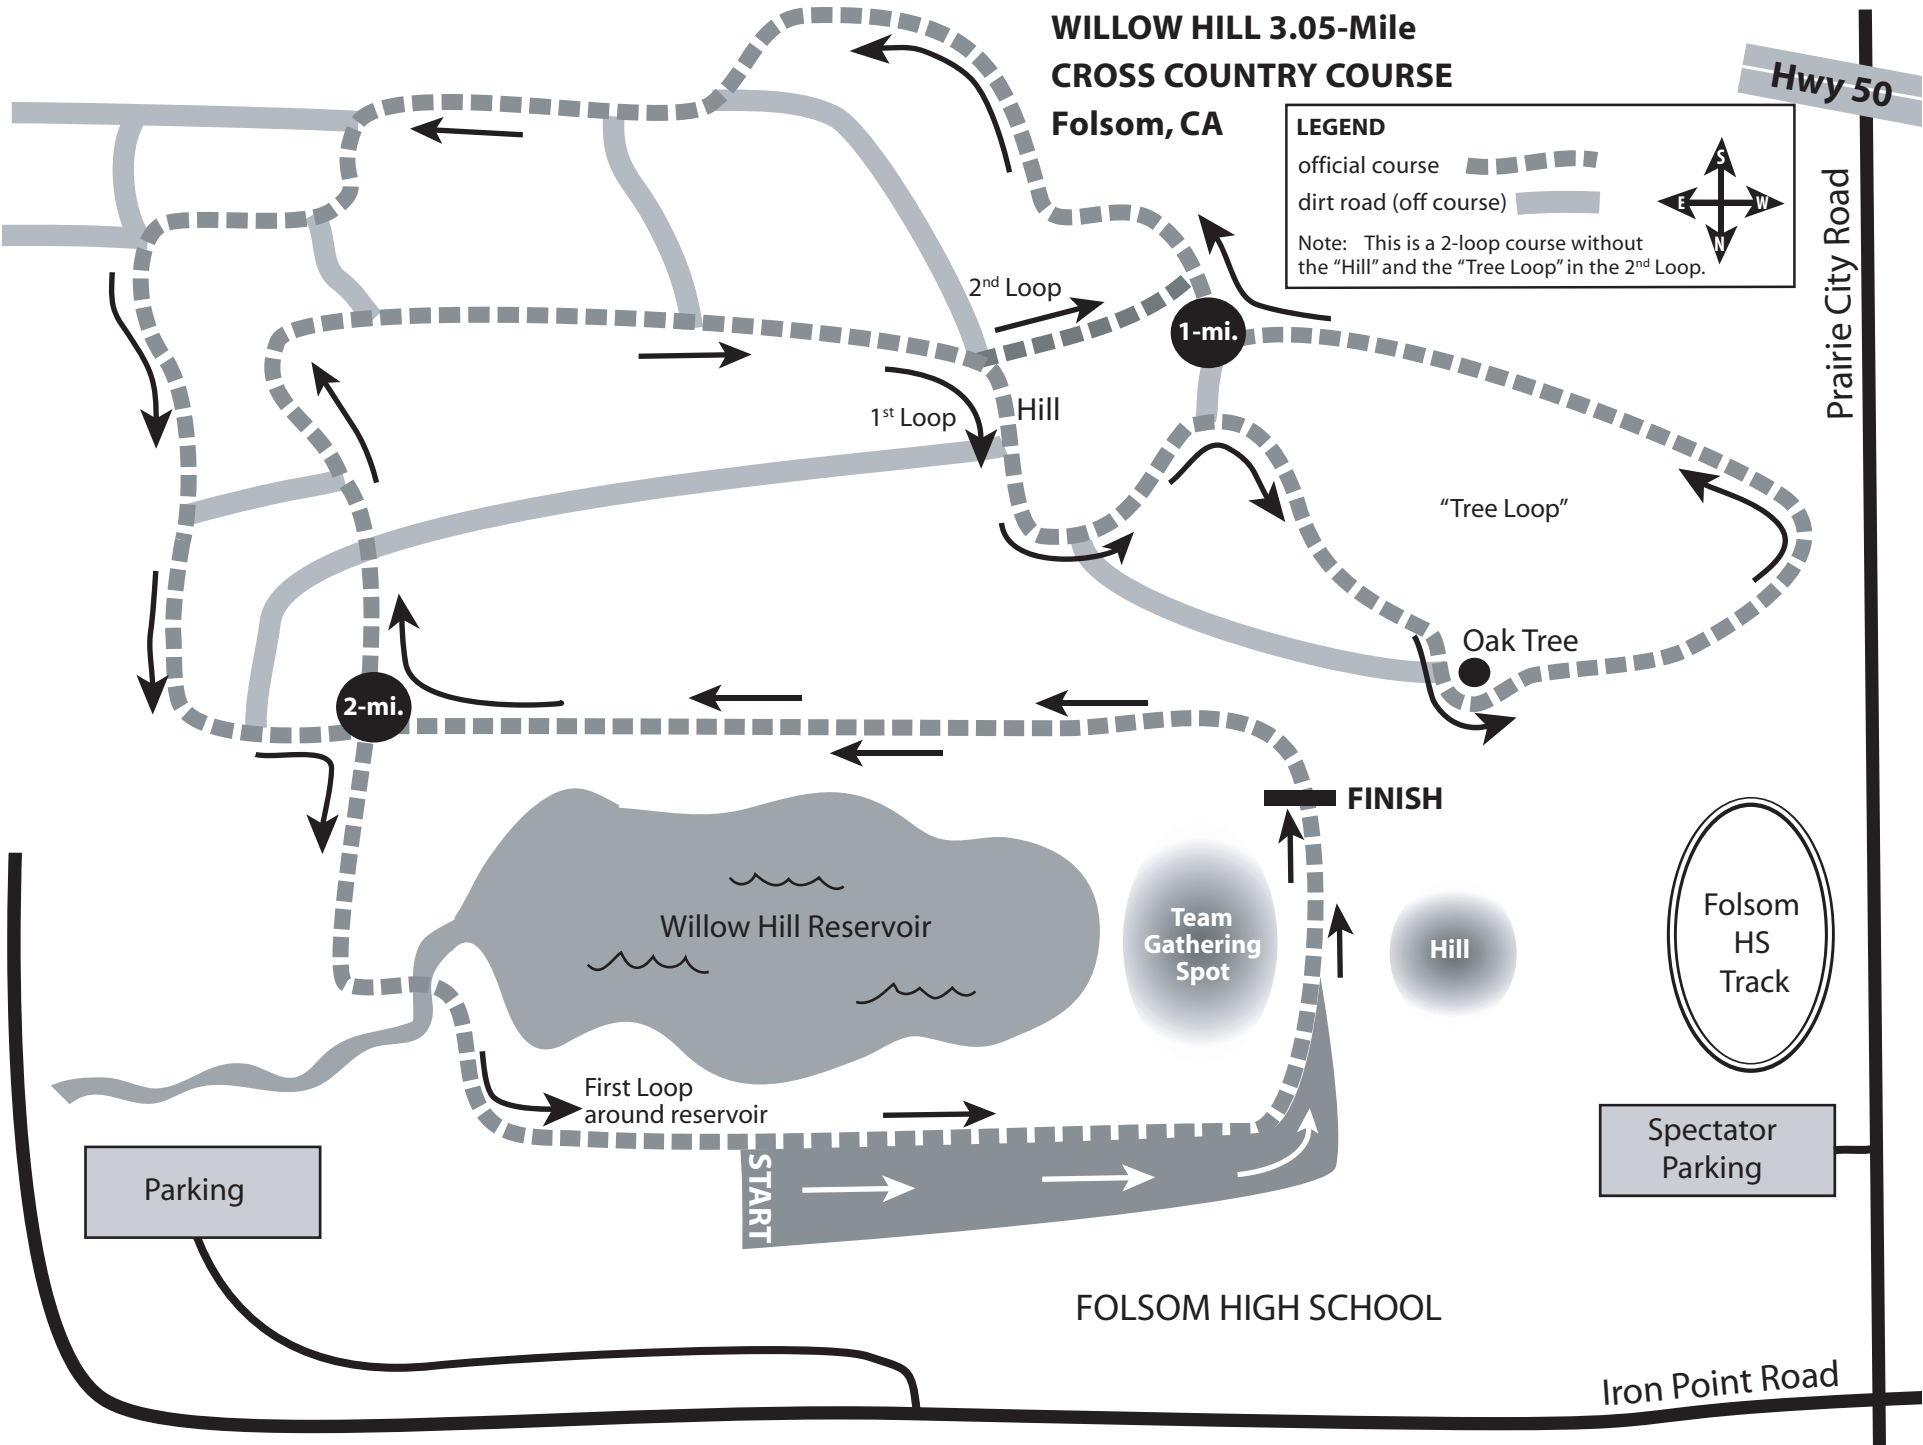 WILLOW HILL 3.05-Mile
CROSS COUNTRY COURSE
Folsom, CA
Hwy 50
LEGEND
official course
dirt road (off course)
S
E
W
N
Note: This is a 2-loop course without
the “Hill” and the “Tree Loop” in the 2nd Loop.
Prairie City Road
2nd Loop
1-mi.
1st Loop
Hill
“Tree Loop”
Oak Tree
2-mi.
FINISH
Willow Hill Reservoir
Team
Gathering
Spot
Hill
Folsom
HS
Track
First Loop
around reservoir
START
Parking
Spectator
Parking
FOLSOM HIGH SCHOOL
Iron Point Road